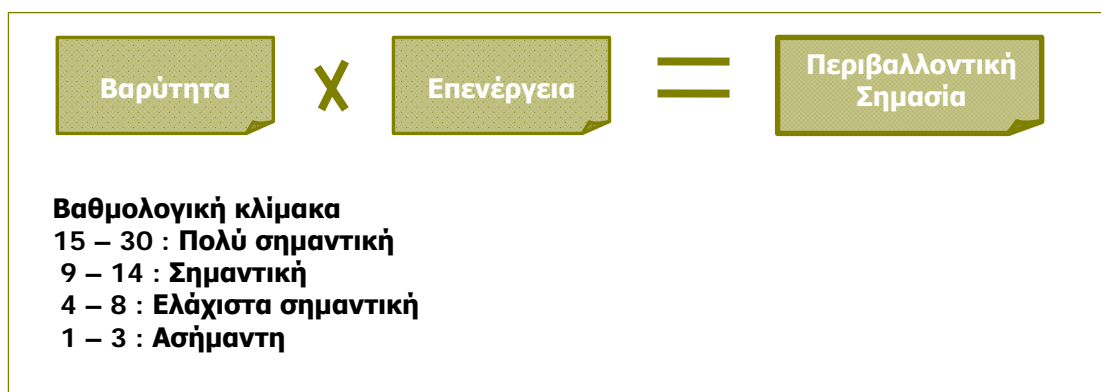 Βαρύτητα
X
Επενέργεια
=
Περιβαλλοντική
Σημασία
Βαθμολογική κλίμακα
15 – 30 : Πολύ σημαντική
9 – 14 : Σημαντική
4 – 8 : Ελάχιστα σημαντική
1 – 3 : Ασήμαντη